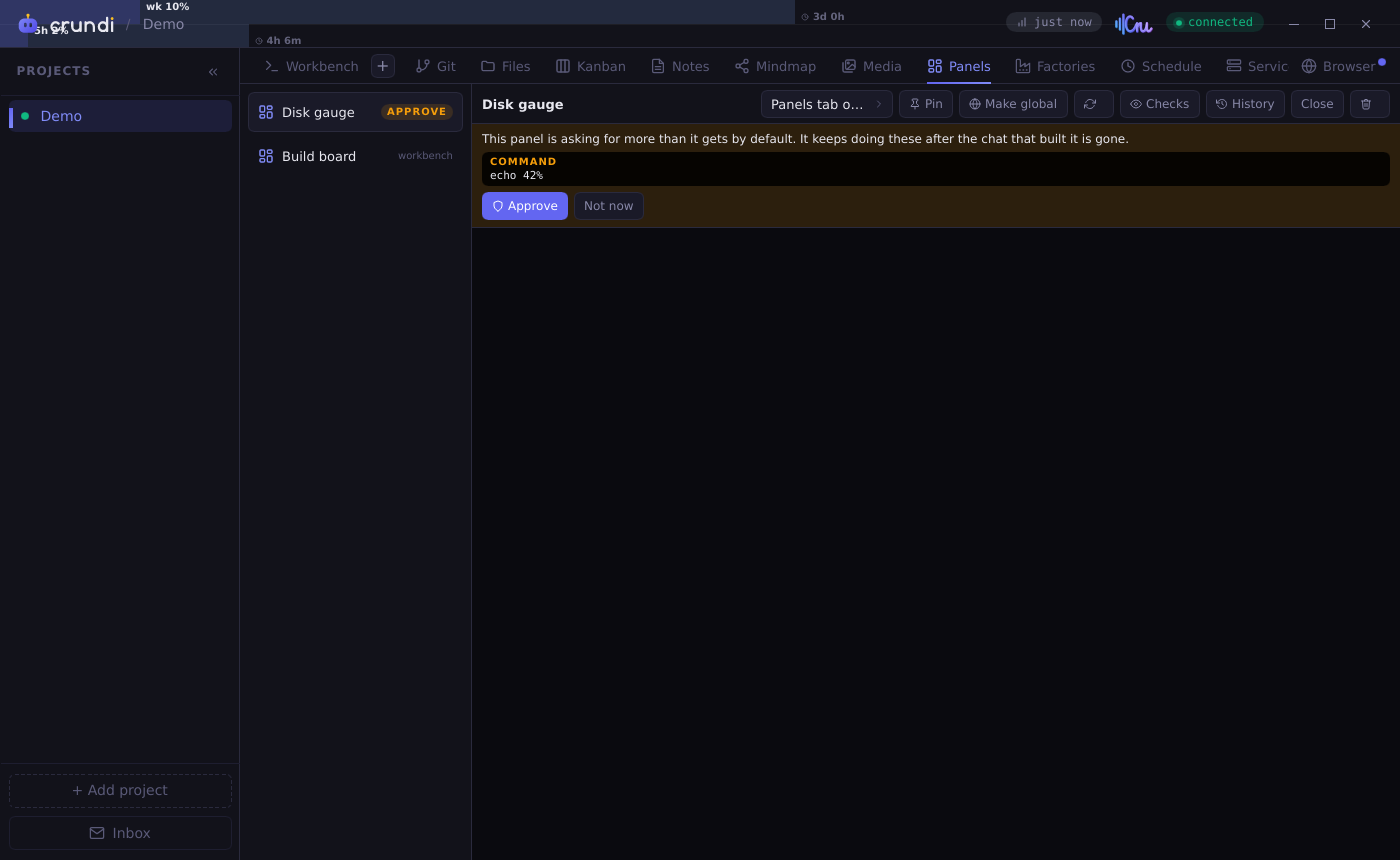 wk 10%
3d 0h
5h 2%
crundi / Demo
4h 6m
just now
Cru
connected
PROJECTS
Workbench
Git
Files
Kanban
Notes
Mindmap
Media
Panels
Factories
Schedule
Servic
Browser
Demo
Disk gauge
APPROVE
Build board
workbench
Disk gauge
Panels tab o...
Pin
Make global
Checks
History
Close
This panel is asking for more than it gets by default. It keeps doing these after the chat that built it is gone.
COMMAND
echo 42%
Approve
Not now
+ Add project
Inbox